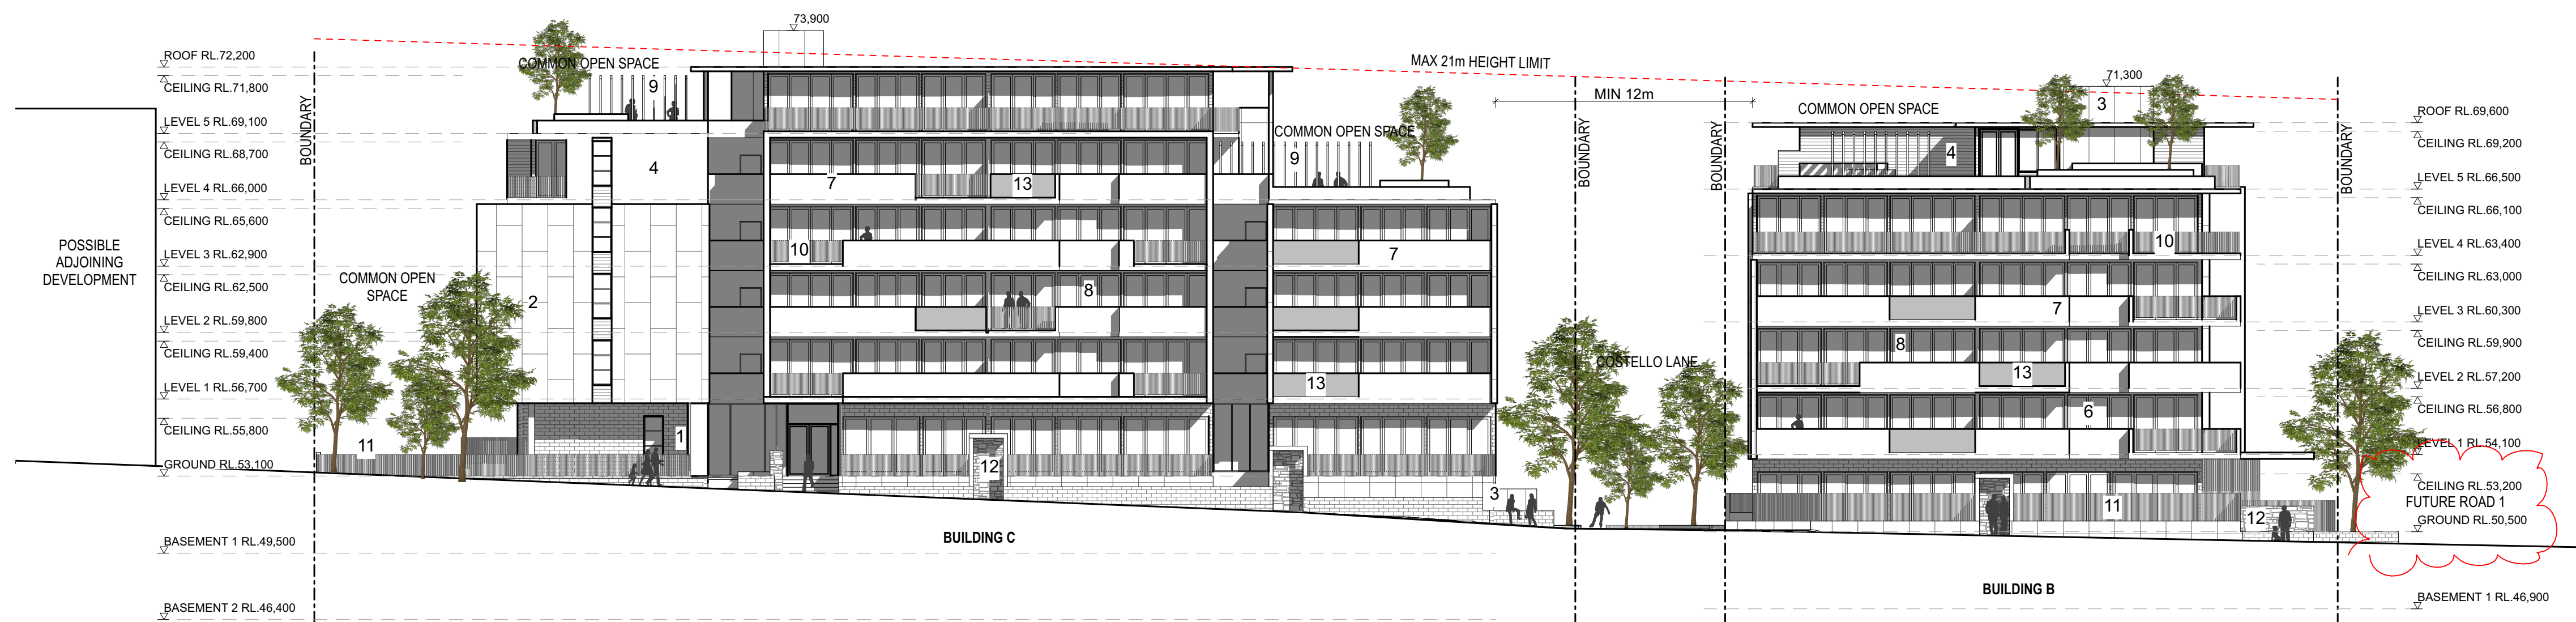 73,900
ROOF RL.72,200
CEILING RL.71,800
LEVEL 5 RL.69,100
CEILING RL.68,700
LEVEL 4 RL.66,000
CEILING RL.65,600
LEVEL 3 RL.62,900
CEILING RL.62,500
LEVEL 2 RL.59,800
CEILING RL.59,400
LEVEL 1 RL.56,700
CEILING RL.55,800
GROUND RL.53,100
BASEMENT 1 RL.49,500
BASEMENT 2 RL.46,400
POSSIBLE
ADJOINING
DEVELOPMENT
BOUNDARY
COMMON OPEN SPACE
9
4
2
COMMON OPEN
SPACE
11
1
7
13
10
8
12
COMMON OPEN SPACE
9
7
13
3
BUILDING C
MAX 21m HEIGHT LIMIT
MIN 12m
BOUNDARY
COSTELLO LANE
BOUNDARY
COMMON OPEN SPACE
71,300
3
4
10
7
8
13
6
11
12
BUILDING B
BOUNDARY
ROOF RL.69,600
CEILING RL.69,200
LEVEL 5 RL.66,500
CEILING RL.66,100
LEVEL 4 RL.63,400
CEILING RL.63,000
LEVEL 3 RL.60,300
CEILING RL.59,900
LEVEL 2 RL.57,200
CEILING RL.56,800
LEVEL 1 RL.54,100
CEILING RL.53,200
FUTURE ROAD 1
GROUND RL.50,500
BASEMENT 1 RL.46,900